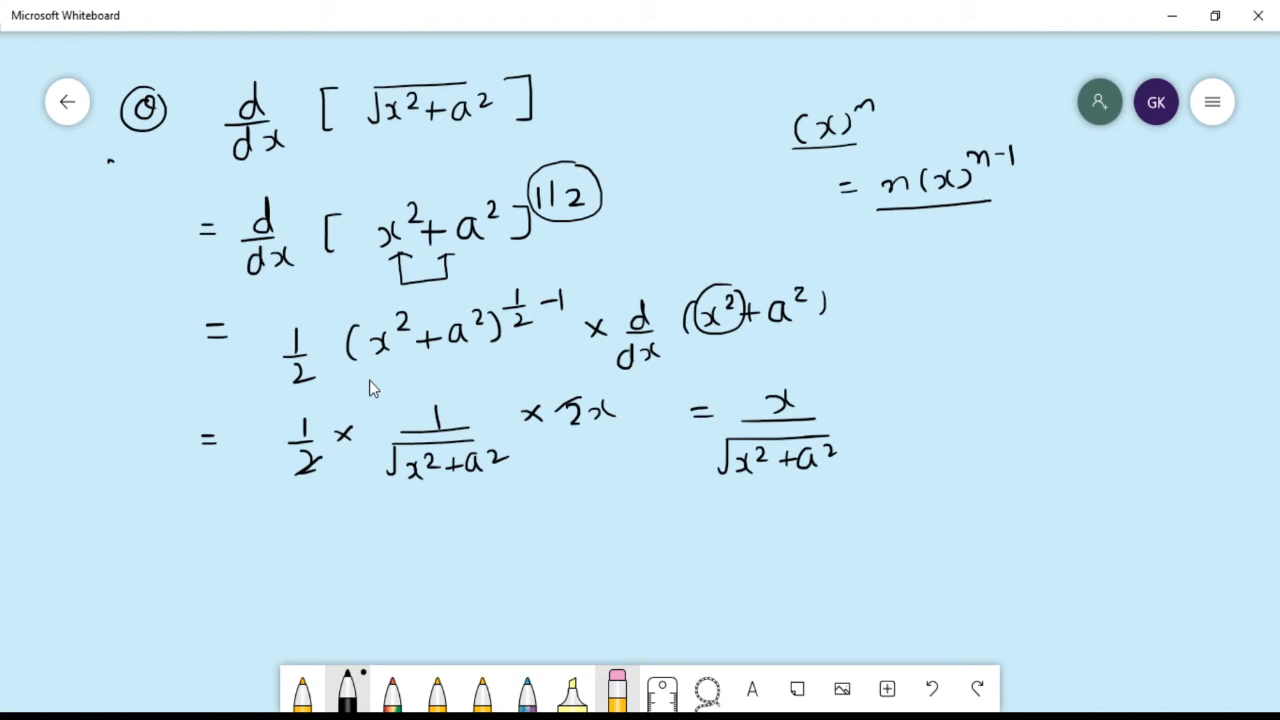 Microsoft Whiteboard
Q d/dx [ √x²+a² ]
(x)ⁿ
= n(x)ⁿ⁻¹
= d/dx [ x²+a² ]^1/2
= 1/2 (x²+a²)^1/2-1 × d/dx (x²+a²)
= 1/2 × 1/√x²+a² × 2x = x/√x²+a²
GK
A